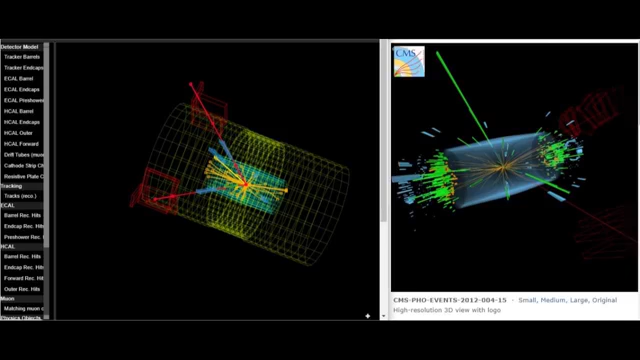 Detector Model
Tracker Barrels
Tracker Endcaps
ECAL Barrel
ECAL Endcaps
ECAL Preshower
HCAL Barrel
HCAL Endcaps
HCAL Outer
HCAL Forward
Drift Tubes (muo
Cathode Strip C
Resistive Plate C
Tracking
Tracks (reco.)
ECAL
Barrel Rec. Hits
Endcap Rec. Hits
Preshower Rec. H
HCAL
Barrel Rec. Hits
Endcap Rec. Hits
Forward Rec. Hits
Outer Rec. Hits
Muon
Matching muon c
Physics Objects
CMS
CMS-PHO-EVENTS-2012-004-15 · Small, Medium, Large, Original
High-resolution 3D view with logo